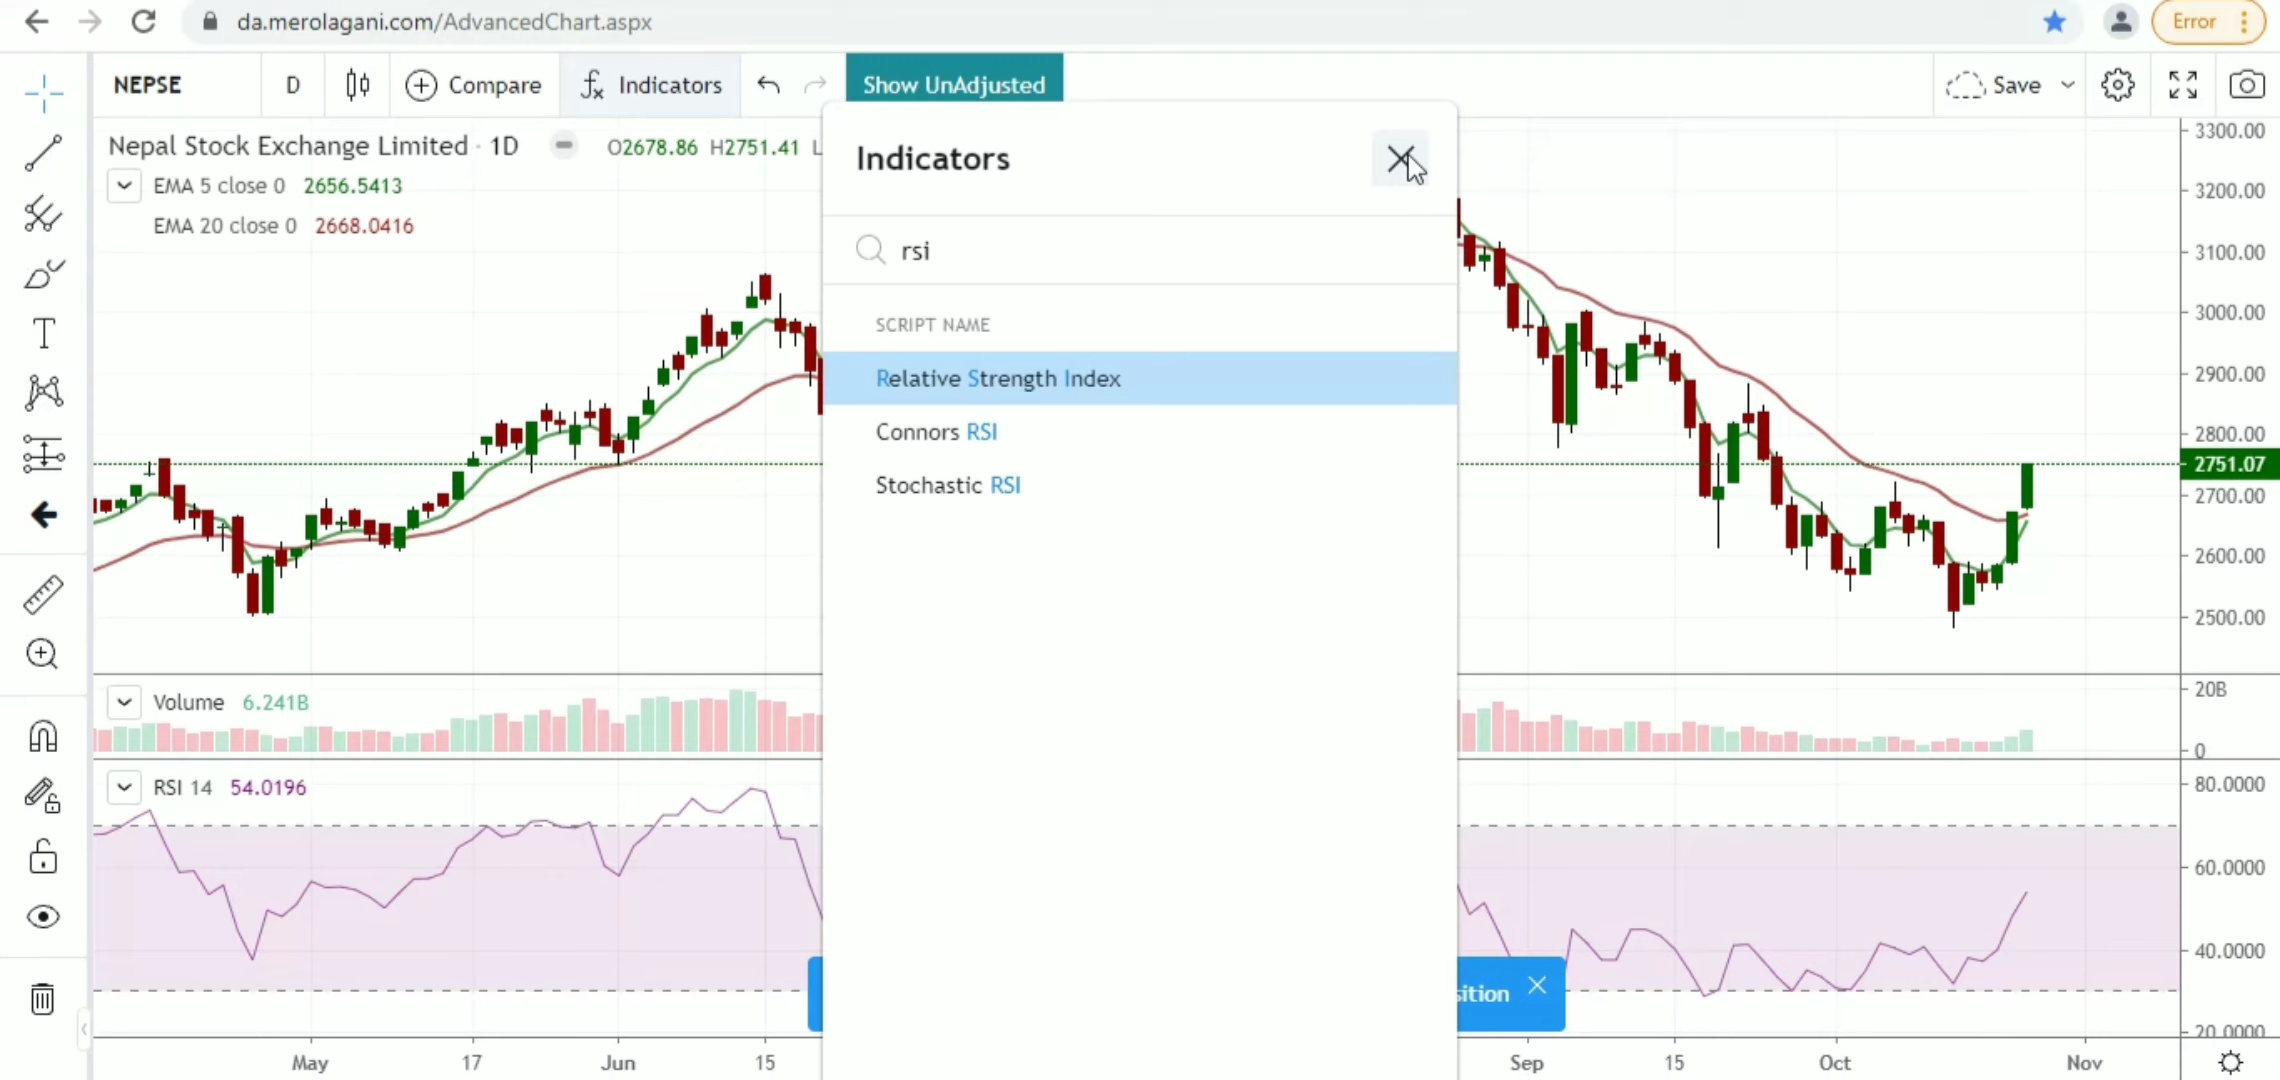 da.merolagani.com/AdvancedChart.aspx
Error
NEPSE
D
Compare
Indicators
Show UnAdjusted
Save
Nepal Stock Exchange Limited · 1D
O2678.86 H2751.41 L
EMA 5 close 0 2656.5413
EMA 20 close 0 2668.0416
Indicators
rsi
SCRIPT NAME
Relative Strength Index
Connors RSI
Stochastic RSI
3300.00
3200.00
3100.00
3000.00
2900.00
2800.00
2751.07
2700.00
2600.00
2500.00
Volume 6.241B
20B
0
RSI 14 54.0196
80.0000
60.0000
40.0000
20.0000
sition
May
17
Jun
15
Sep
15
Oct
Nov